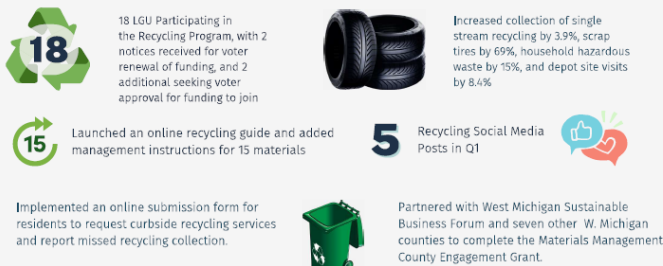 18
18 LGU Participating in
the Recycling Program, with 2
notices received for voter
renewal of funding, and 2
additional seeking voter
approval for funding to join
Increased collection of single
stream recycling by 3.9%, scrap
tires by 69%, household hazardous
waste by 15%, and depot site visits
by 8.4%
15
Launched an online recycling guide and added
management instructions for 15 materials
5
Recycling Social Media
Posts in Q1
Implemented an online submission form for
residents to request curbside recycling services
and report missed recycling collection.
Partnered with West Michigan Sustainable
Business Forum and seven other W. Michigan
counties to complete the Materials Management
County Engagement Grant.